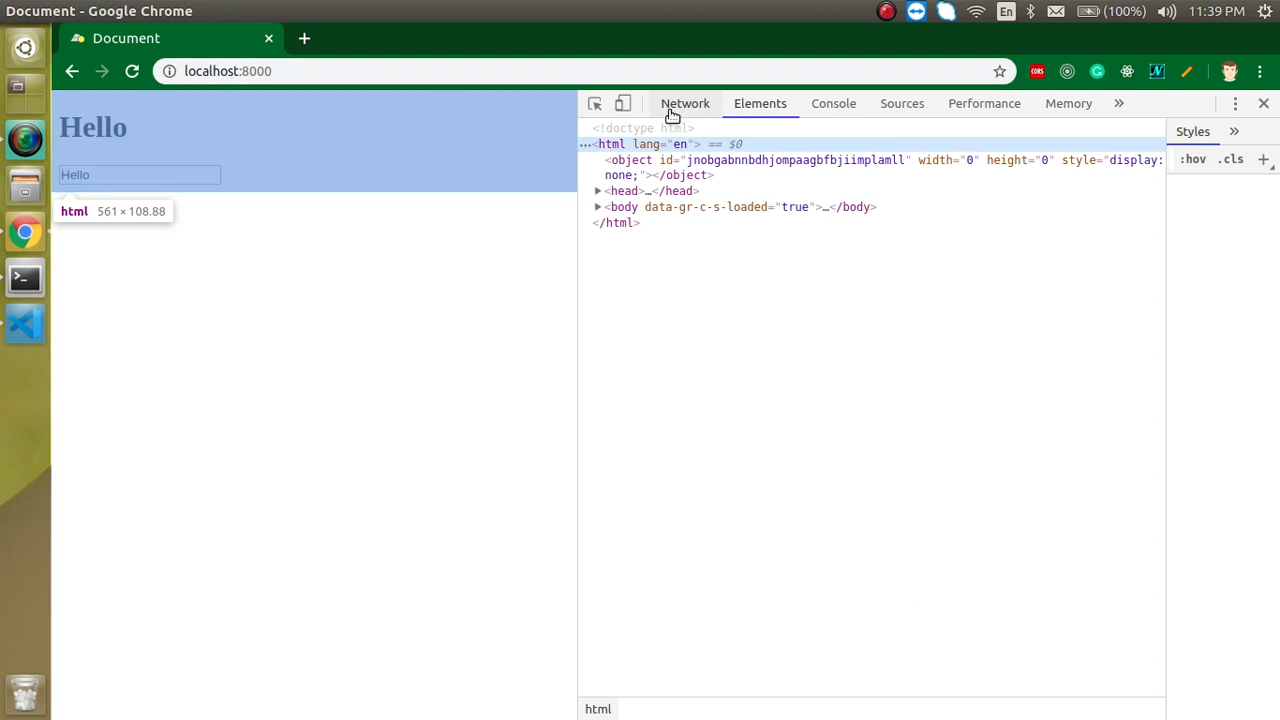 Document - Google Chrome
En
(100%)
11:39 PM
Document
localhost:8000
CORS
Hello
Hello
html 561 × 108.88
Network Elements Console Sources Performance Memory »
<!doctype html>
…<html lang="en"> == $0
<object id="jnobgabnnbdhjompaagbfbjiimplamll" width="0" height="0" style="display:
none;"></object>
<head>…</head>
<body data-gr-c-s-loaded="true">…</body>
</html>
Styles »
:hov .cls +
html